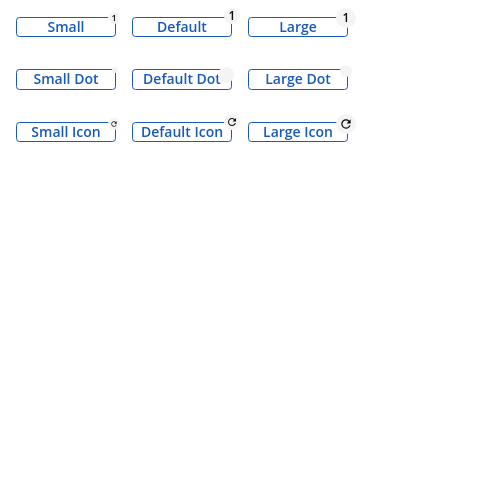 Small 1 Default 1 Large 1
Small Dot Default Dot Large Dot
Small Icon Default Icon Large Icon